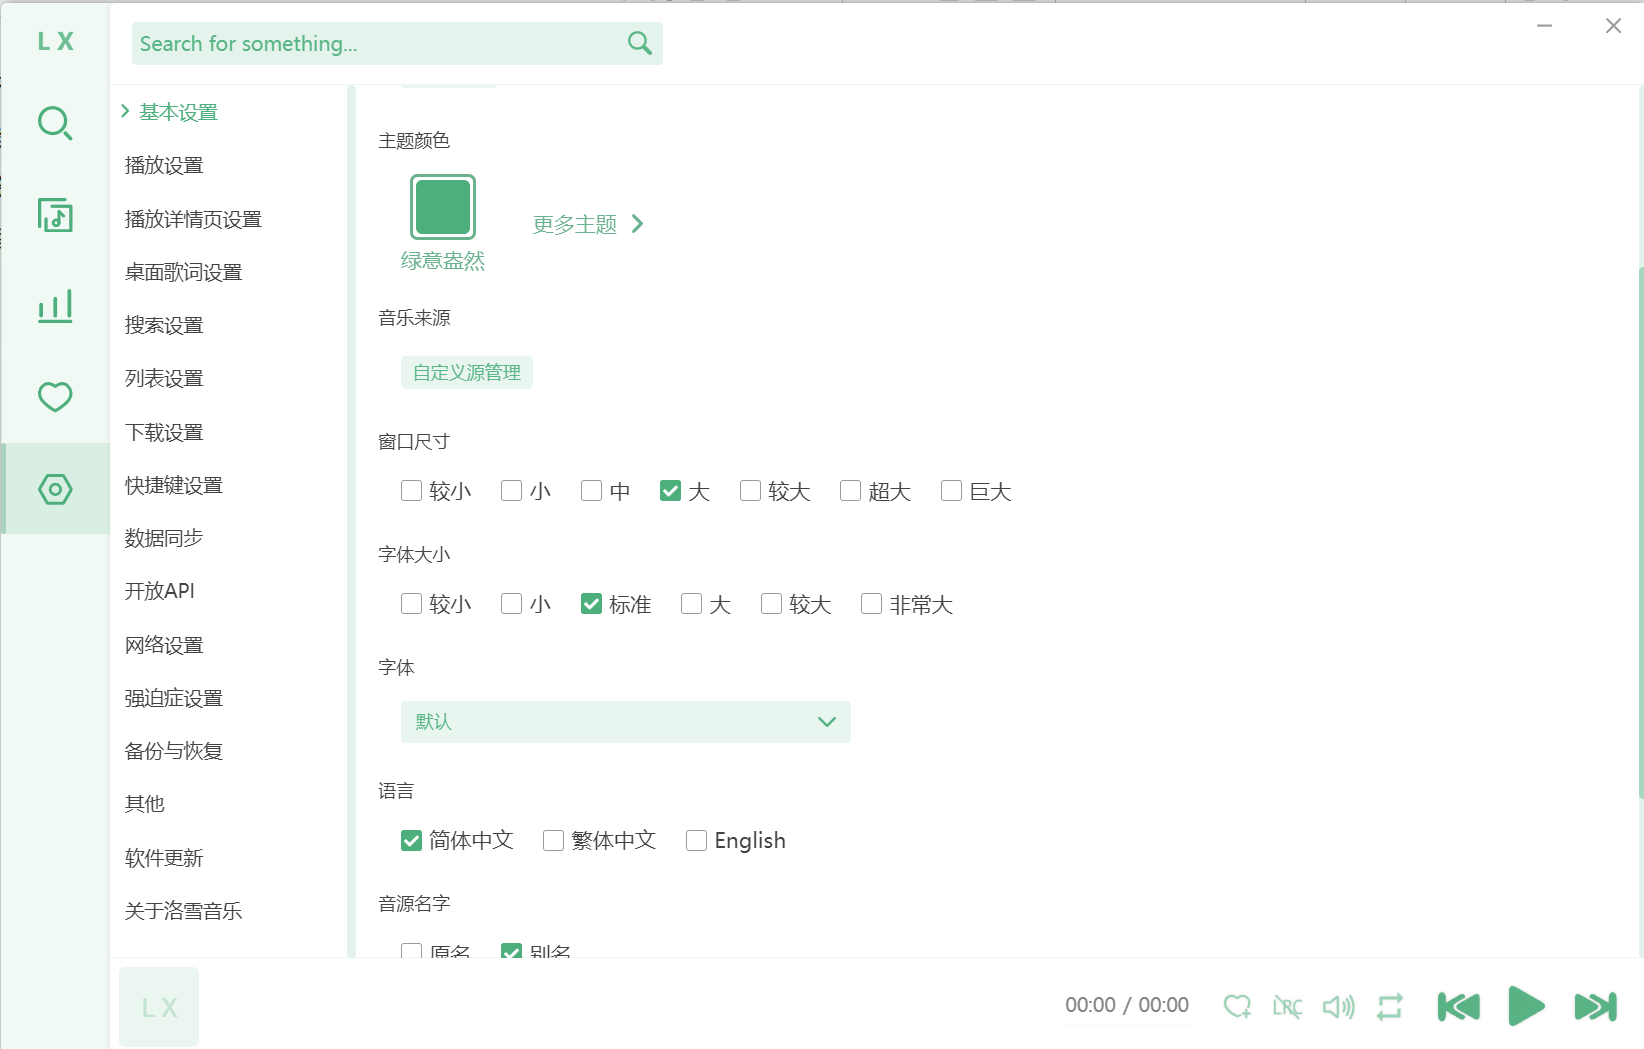 LX
Search for something...
基本设置
播放设置
播放详情页设置
桌面歌词设置
搜索设置
列表设置
下载设置
快捷键设置
数据同步
开放API
网络设置
强迫症设置
备份与恢复
其他
软件更新
关于洛雪音乐
主题颜色
绿意盎然
更多主题
音乐来源
自定义源管理
窗口尺寸
较小 小 中 大 较大 超大 巨大
字体大小
较小 小 标准 大 较大 非常大
字体
默认
语言
简体中文 繁体中文 English
音源名字
原名 别名
LX
00:00 / 00:00
LRC